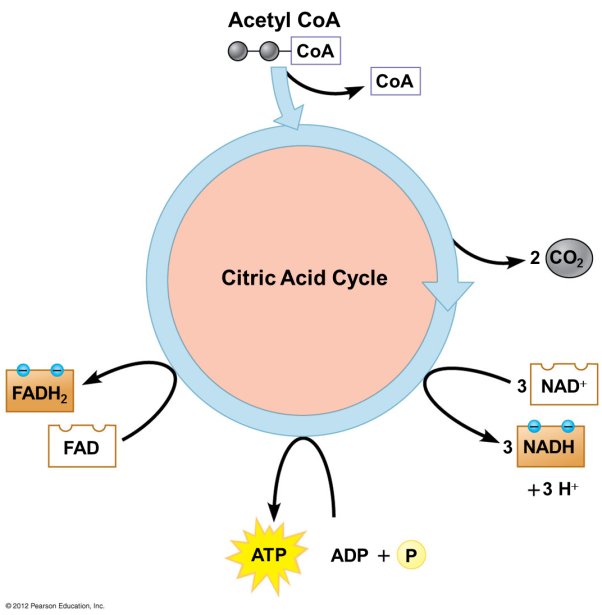 Acetyl CoA
CoA
CoA
Citric Acid Cycle
2 CO₂
FADH₂
FAD
3 NAD⁺
3 NADH
+3 H⁺
ATP
ADP + P
© 2012 Pearson Education, Inc.